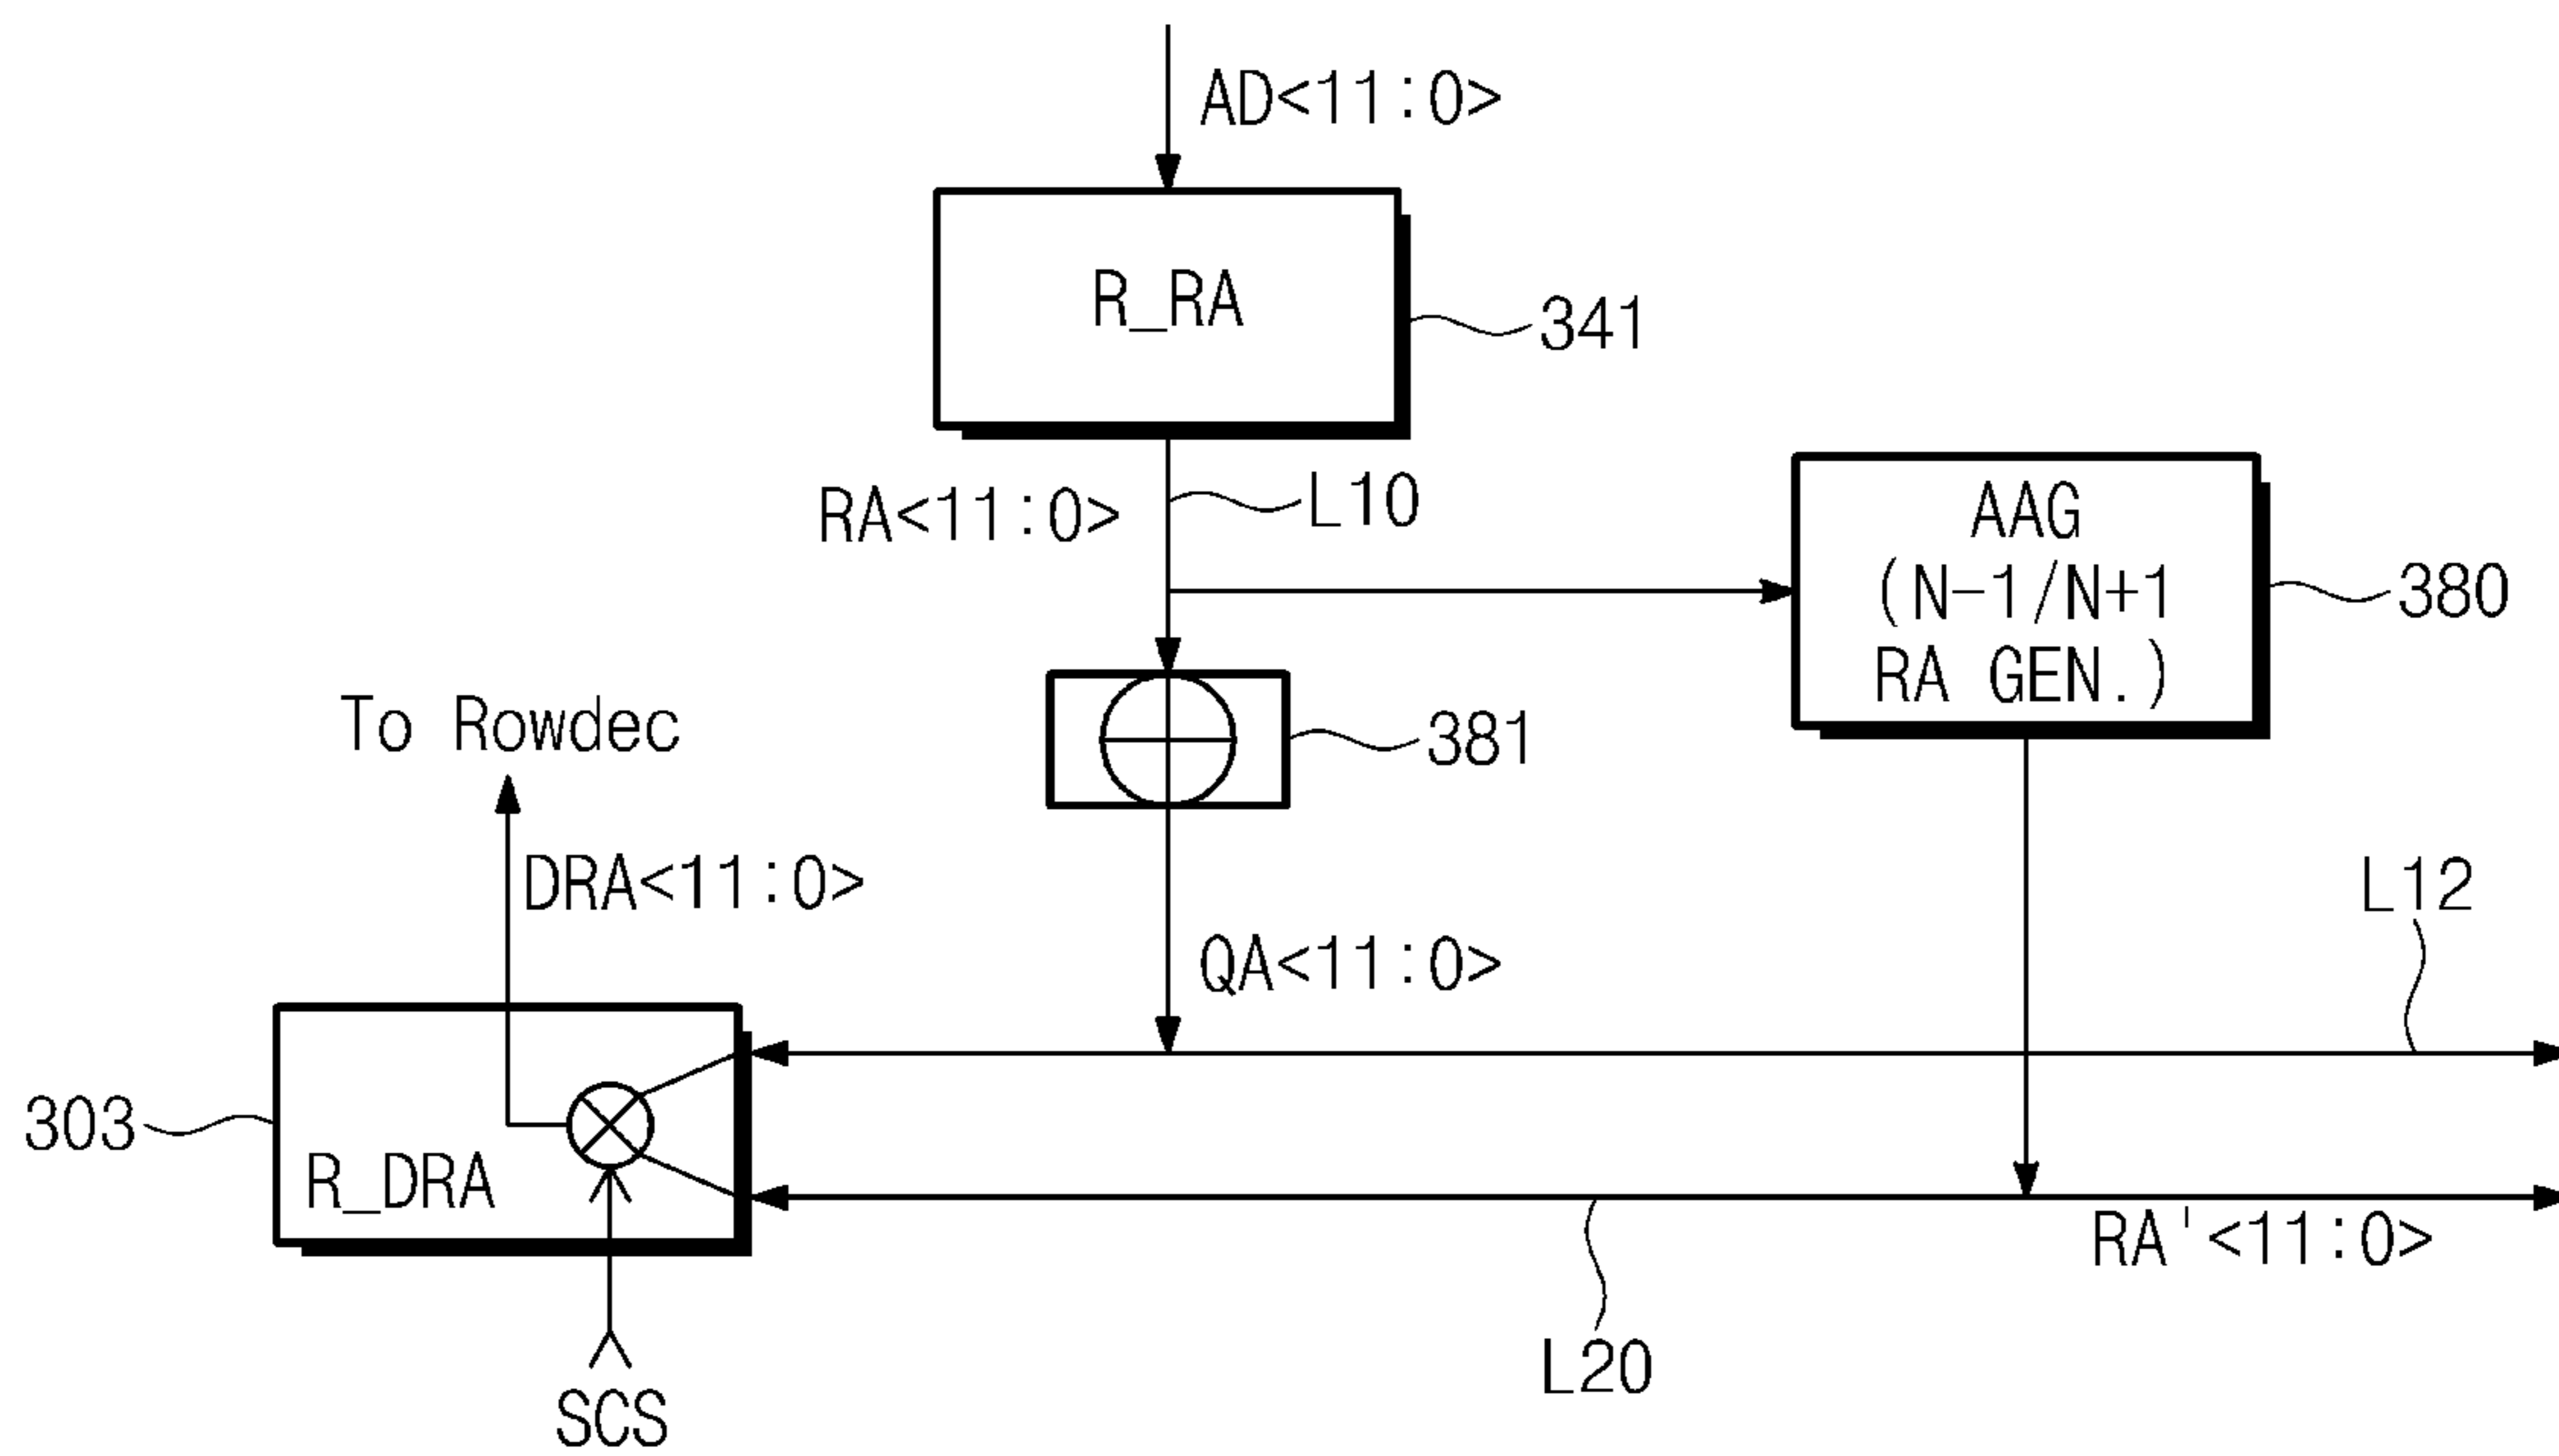 AD<11:0>
R_RA
341
RA<11:0>
L10
AAG
(N-1/N+1
RA GEN.)
380
381
To Rowdec
DRA<11:0>
QA<11:0>
L12
303
R_DRA
RA'<11:0>
L20
SCS